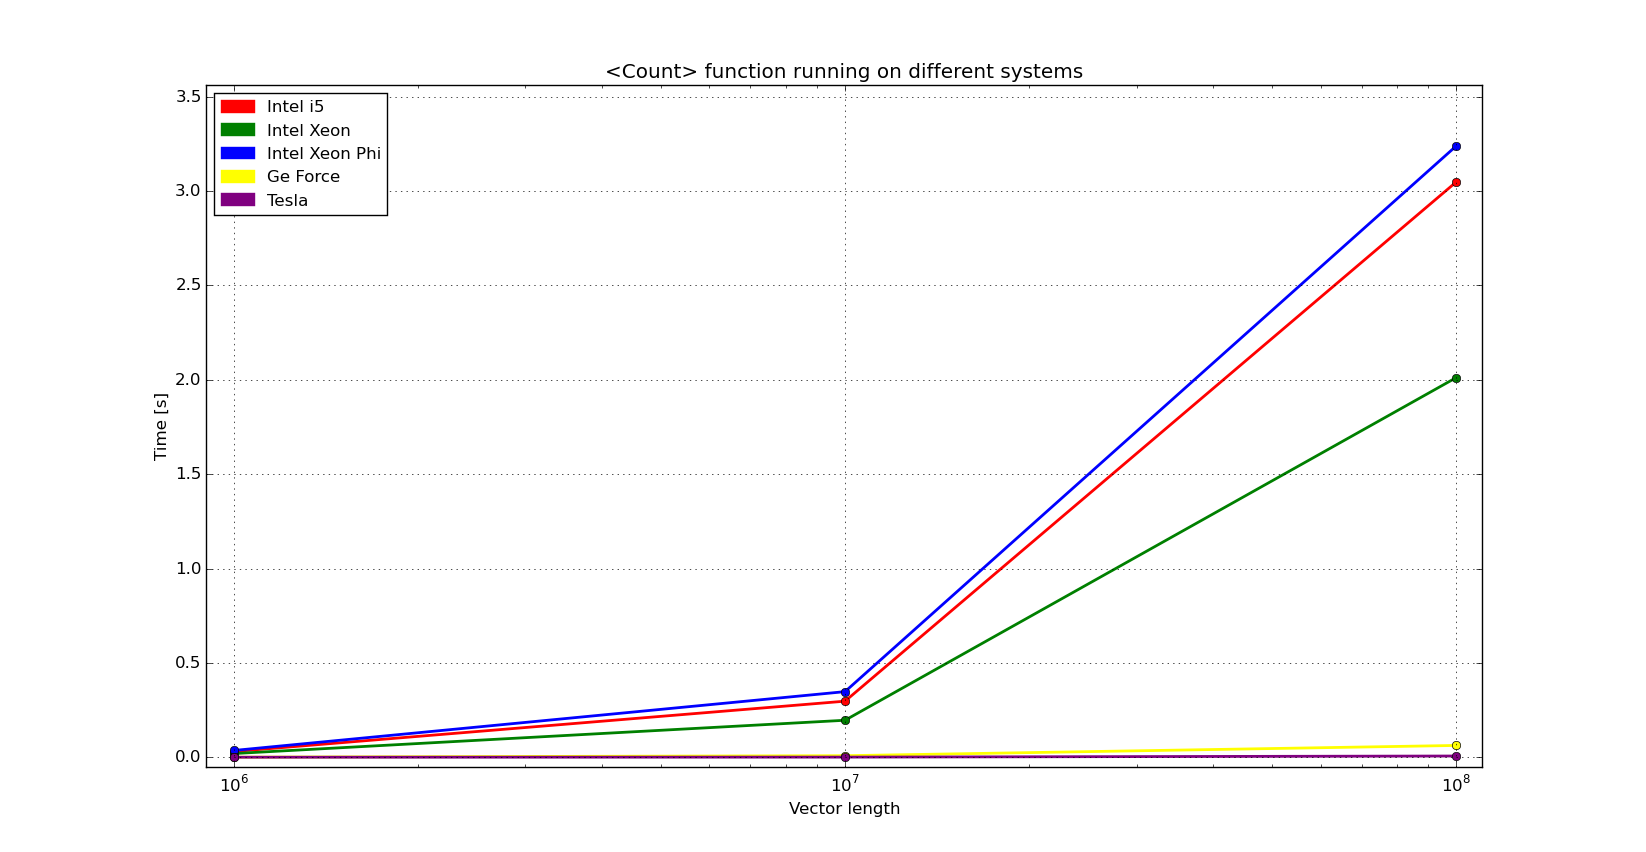 <Count> function running on different systems
3.5
3.0
2.5
2.0
1.5
1.0
0.5
0.0
Time [s]
Intel i5
Intel Xeon
Intel Xeon Phi
Ge Force
Tesla
10^6
10^7
10^8
Vector length